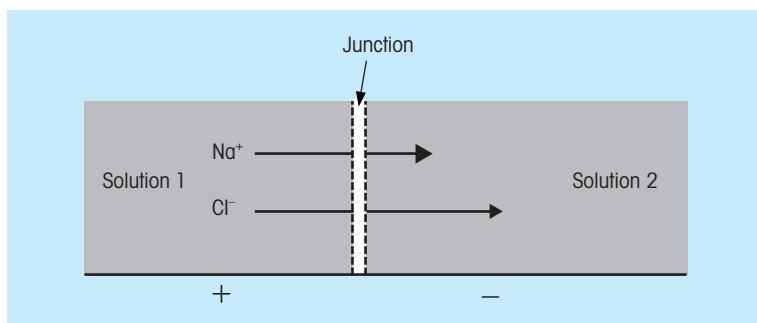 Junction
Na⁺
Solution 1
Solution 2
Cl⁻
+ −